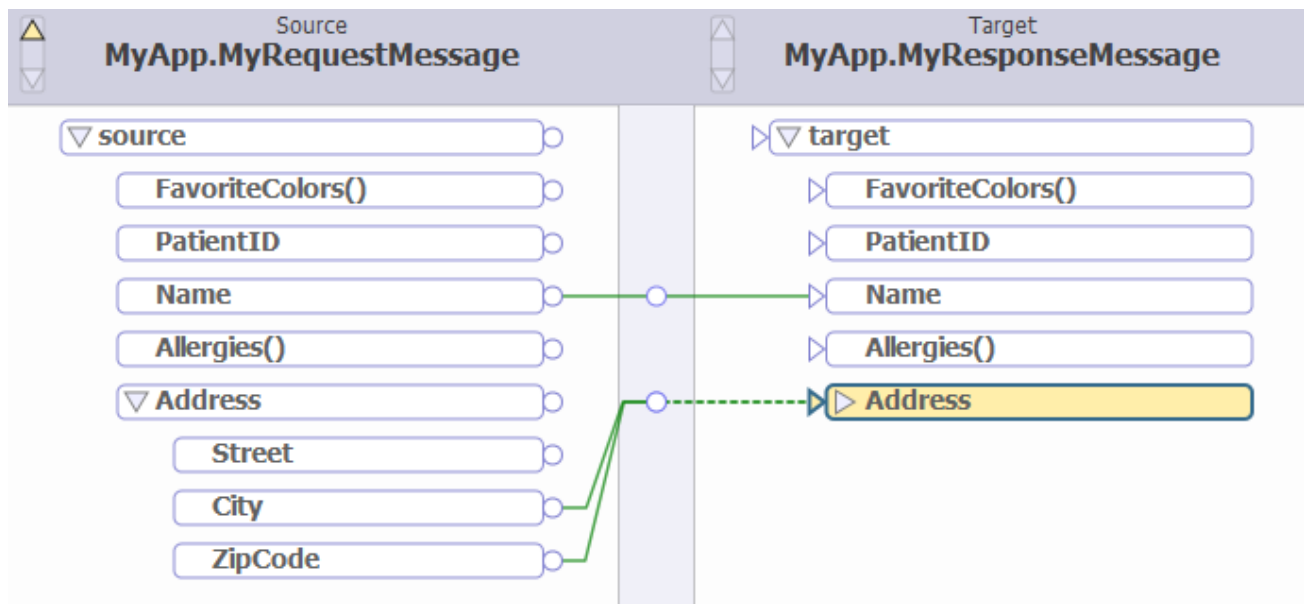 Source
MyApp.MyRequestMessage
Target
MyApp.MyResponseMessage
source
FavoriteColors()
PatientID
Name
Allergies()
Address
Street
City
ZipCode
target
FavoriteColors()
PatientID
Name
Allergies()
Address